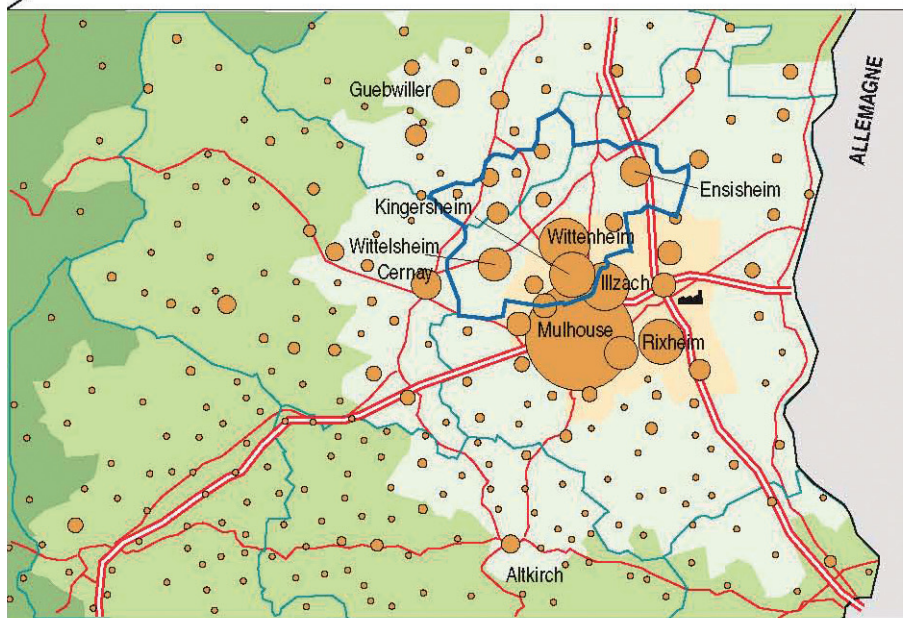 ALLEMAGNE
Guebwiller
Ensisheim
Kingersheim
Wittelsheim
Wittenheim
Cernay
Illzach
Mulhouse
Rixheim
Altkirch